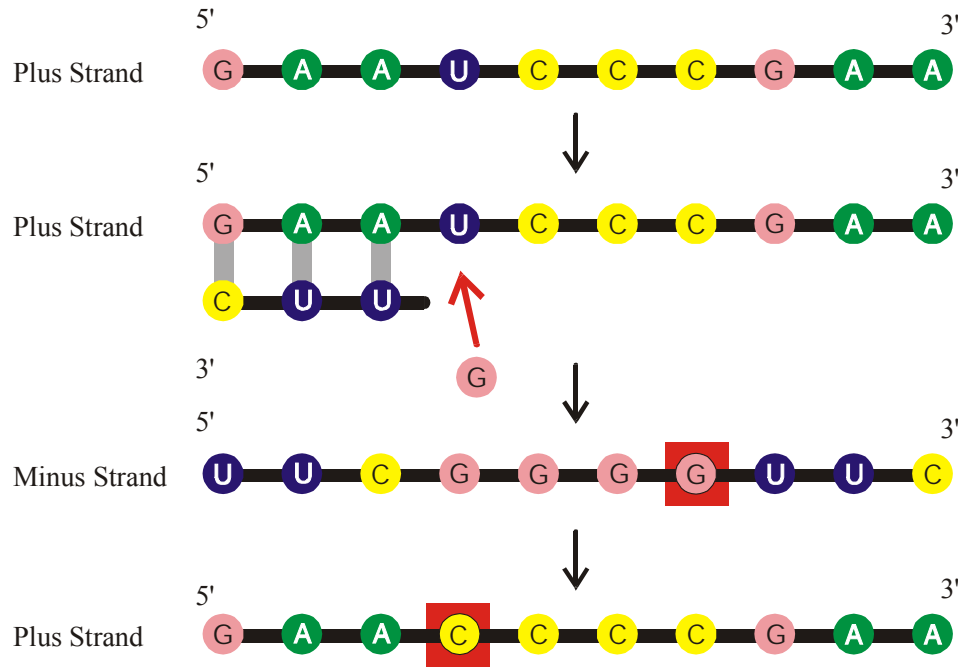 5' 3'
Plus Strand G A A U C C C G A A
5' 3'
Plus Strand G A A U C C C G A A
C U U
3' G
5' 3'
Minus Strand U U C G G G G U U C
5' 3'
Plus Strand G A A C C C C G A A